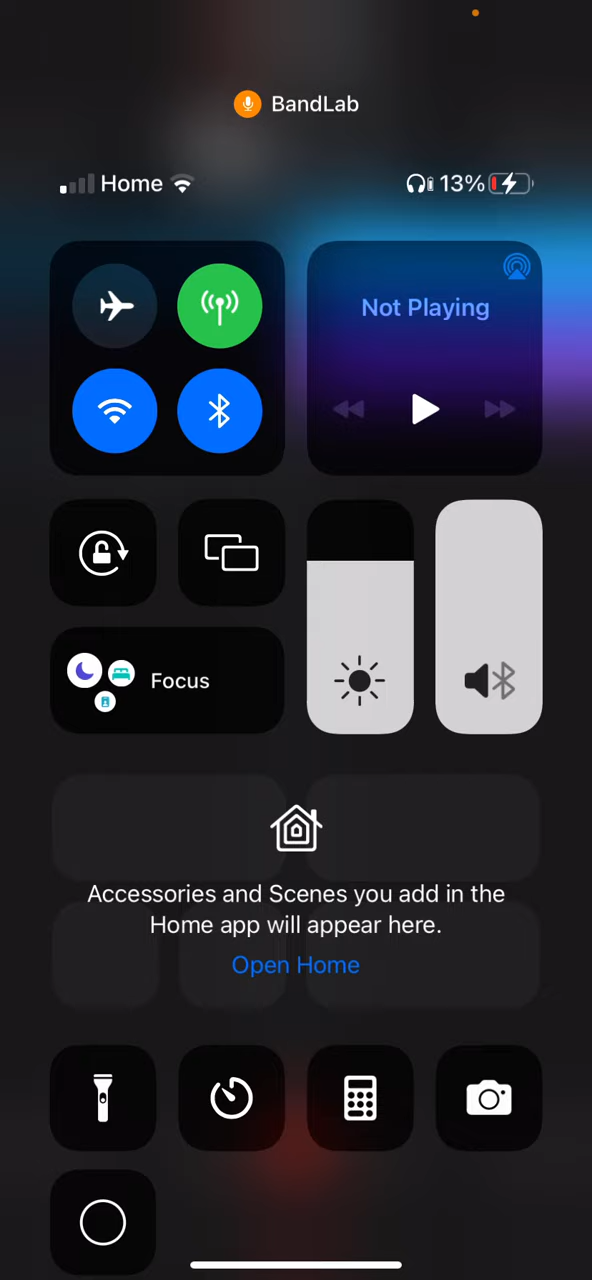 BandLab
Home 13%
Not Playing
Focus
Accessories and Scenes you add in the
Home app will appear here.
Open Home